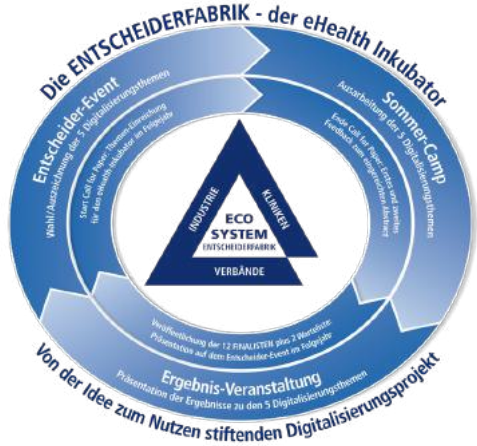 Die ENTSCHEIDERFABRIK - der eHealth Inkubator
Entscheider-Event
Wahl/Auszeichnung der 5 Digitalisierungsthemen
Start Call for Paper: Themen-Einreichung
für den eHealth-Inkubator im Folgejahr
Sommer-Camp
Ausarbeitung der 5 Digitalisierungsthemen
Ende Call for Paper: Erstes und zweites
Feedback zum eingereichten Abstract
INDUSTRIE
KLINIKEN
ECO
SYSTEM
ENTSCHEIDERFABRIK
VERBÄNDE
Veröffentlichung der 12 FINALISTEN plus 2 Warteliste:
Präsentation auf dem Entscheider-Event im Folgejahr
Ergebnis-Veranstaltung
Präsentation der Ergebnisse zu den 5 Digitalisierungsthemen
Von der Idee zum Nutzen stiftenden Digitalisierungsprojekt